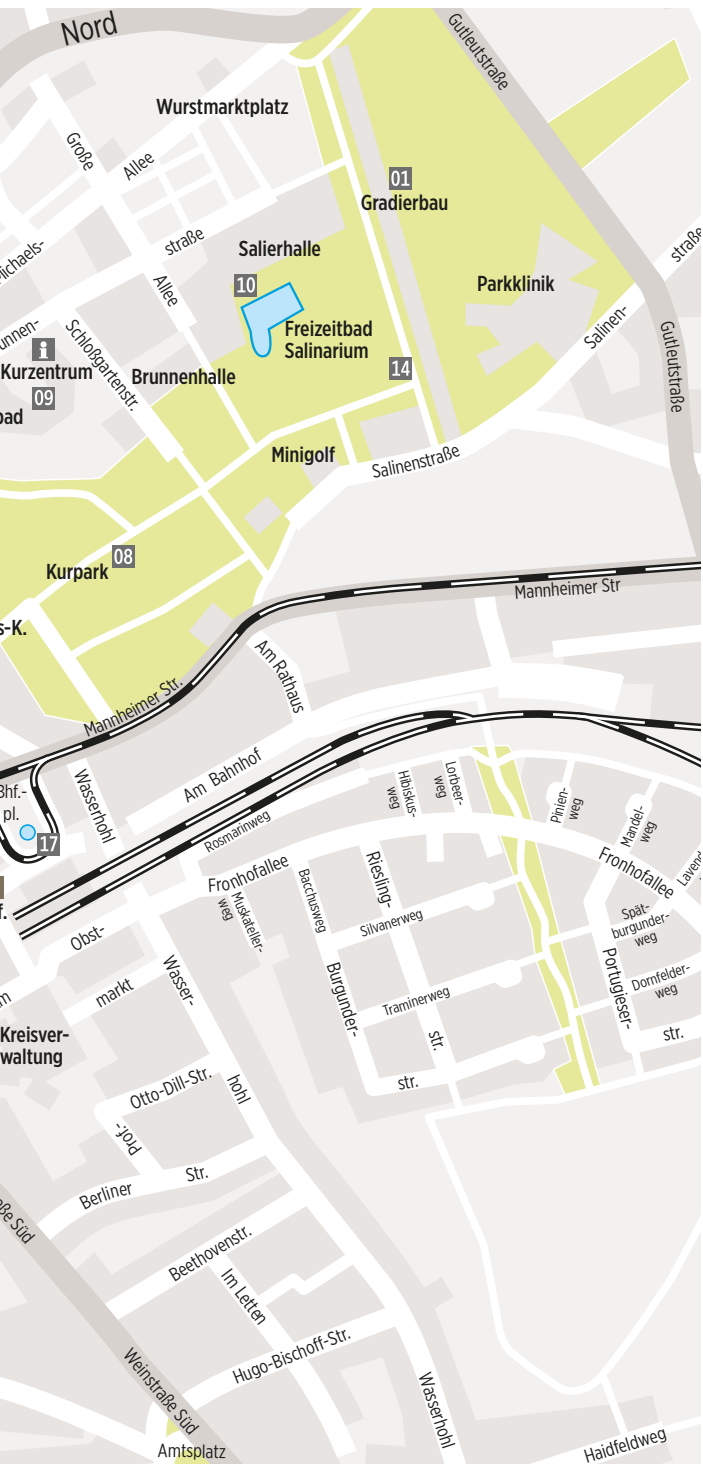 Nord
Gutleutstraße
Wurstmarktplatz
Große
Allee
01
Gradierbau
straße
Michaels-
straße
Salierhalle
Allee
10
Parkklinik
Salinen-
Freizeitbad
Salinarium
Gutleutstraße
Schloßgartenstr.
i
Kurzentrum
Brunnenhalle
14
09
Minigolf
Salinenstraße
Kurpark
08
Mannheimer Str
s-K.
Am Rathaus
Mannheimer Str.
Am Bahnhof
Wasserhohl
Bhf.-
pl.
17
Rosmarinweg
Hibiskus-
weg
Lorbeer-
weg
Pinien-
weg
Mandel-
weg
Fronhofallee
Fronhofallee
Muskateller-
weg
Bacchusweg
Riesling-
str.
Silvanerweg
Spät-
burgunder-
weg
Obst-
markt
Wasser-
hohl
Burgunder-
str.
Traminerweg
Portugieser-
str.
Dornfelder-
weg
Kreisver-
waltung
Otto-Dill-Str.
Prof.-
Berliner
Str.
Beethovenstr.
Im Letten
Hugo-Bischoff-Str.
Weinstraße Süd
Wasserhohl
Amtsplatz
Haidfeldweg